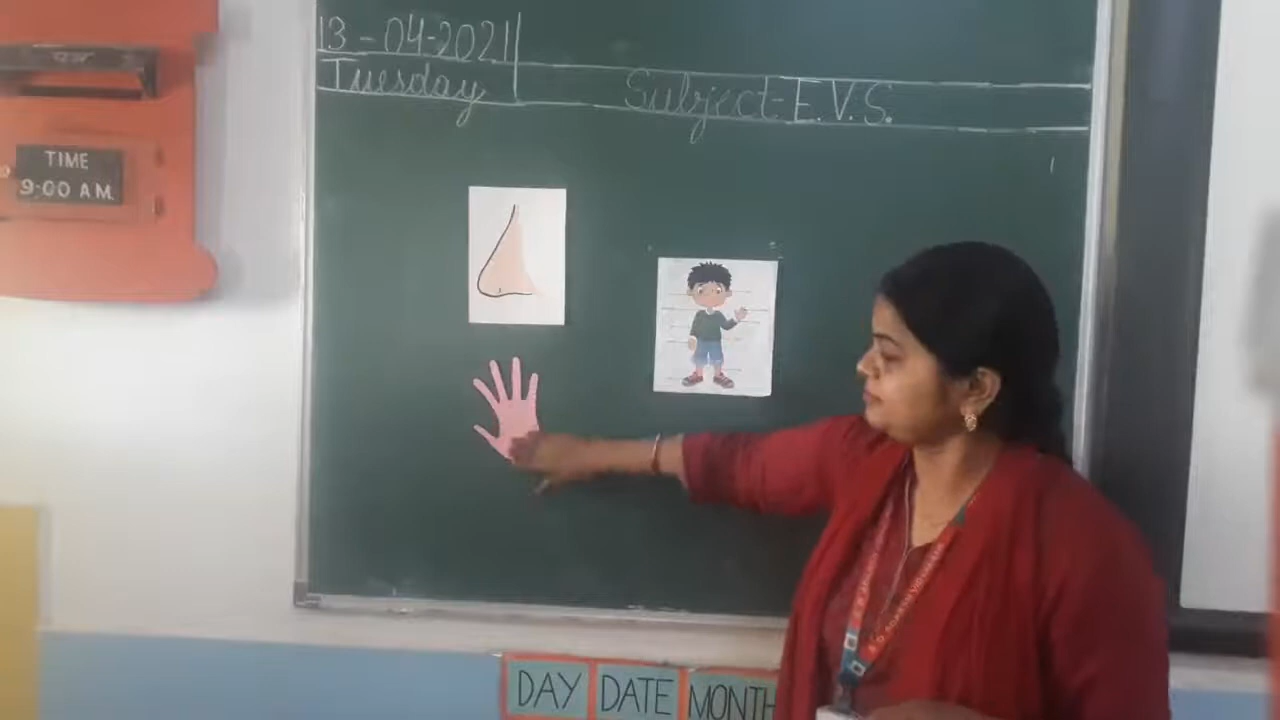 13-04-2021
Tuesday
Subject-E.V.S.
TIME
9:00 A.M.
DAY
DATE
MONTH